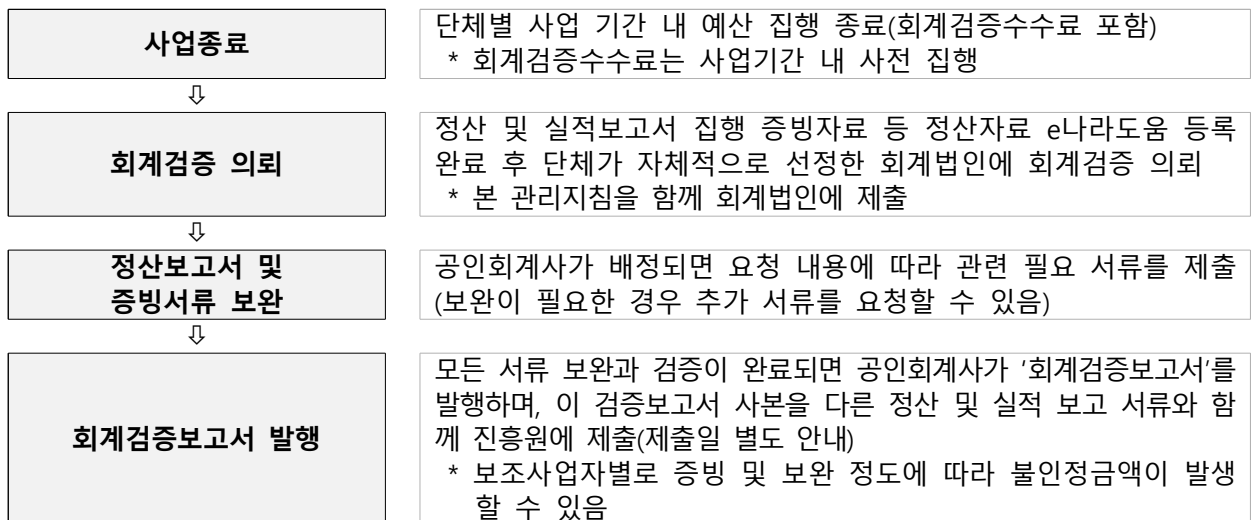 사업종료
단체별 사업 기간 내 예산 집행 종료(회계검증수수료 포함)
* 회계검증수수료는 사업기간 내 사전 집행
⇩
회계검증 의뢰
정산 및 실적보고서 집행 증빙자료 등 정산자료 e나라도움 등록
완료 후 단체가 자체적으로 선정한 회계법인에 회계검증 의뢰
* 본 관리지침을 함께 회계법인에 제출
⇩
정산보고서 및
증빙서류 보완
공인회계사가 배정되면 요청 내용에 따라 관련 필요 서류를 제출
(보완이 필요한 경우 추가 서류를 요청할 수 있음)
⇩
회계검증보고서 발행
모든 서류 보완과 검증이 완료되면 공인회계사가 ‘회계검증보고서’를
발행하며, 이 검증보고서 사본을 다른 정산 및 실적 보고 서류와 함
께 진흥원에 제출(제출일 별도 안내)
* 보조사업자별로 증빙 및 보완 정도에 따라 불인정금액이 발생
할 수 있음